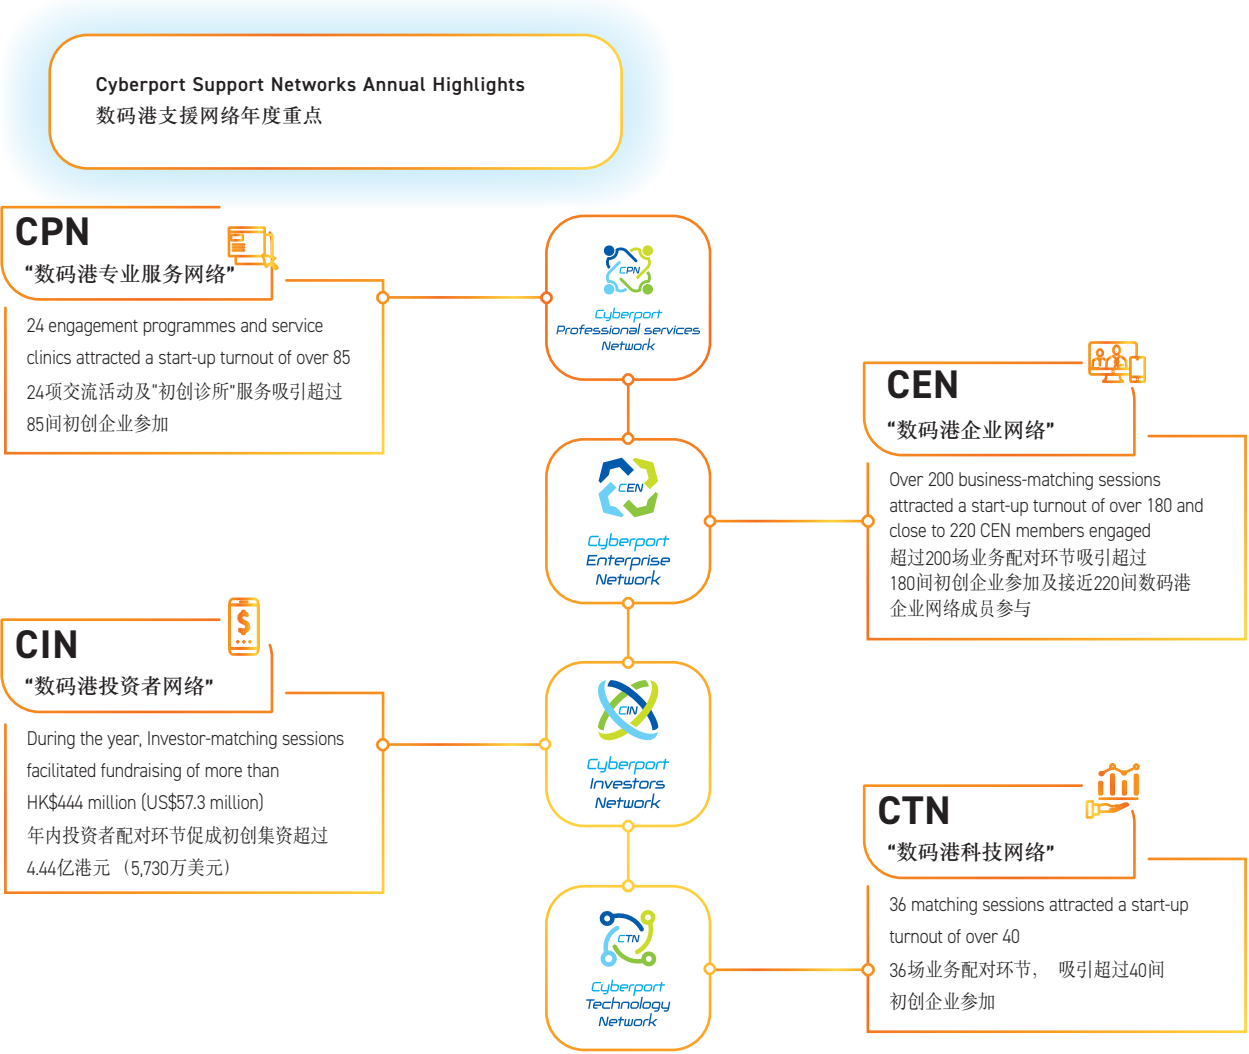 Cyberport Support Networks Annual Highlights
数码港支援网络年度重点
CPN
“数码港专业服务网络”
24 engagement programmes and service
clinics attracted a start-up turnout of over 85
24项交流活动及“初创诊所”服务吸引超过
85间初创企业参加
CPN
Cyberport
Professional services
Network
CEN
“数码港企业网络”
Over 200 business-matching sessions
attracted a start-up turnout of over 180 and
close to 220 CEN members engaged
超过200场业务配对环节吸引超过
180间初创企业参加及接近220间数码港
企业网络成员参与
CEN
Cyberport
Enterprise
Network
CIN
“数码港投资者网络”
During the year, Investor-matching sessions
facilitated fundraising of more than
HK$444 million (US$57.3 million)
年内投资者配对环节促成初创集资超过
4.44亿港元（5,730万美元）
CIN
Cyberport
Investors
Network
CTN
“数码港科技网络”
36 matching sessions attracted a start-up
turnout of over 40
36场业务配对环节， 吸引超过40间
初创企业参加
CTN
Cyberport
Technology
Network